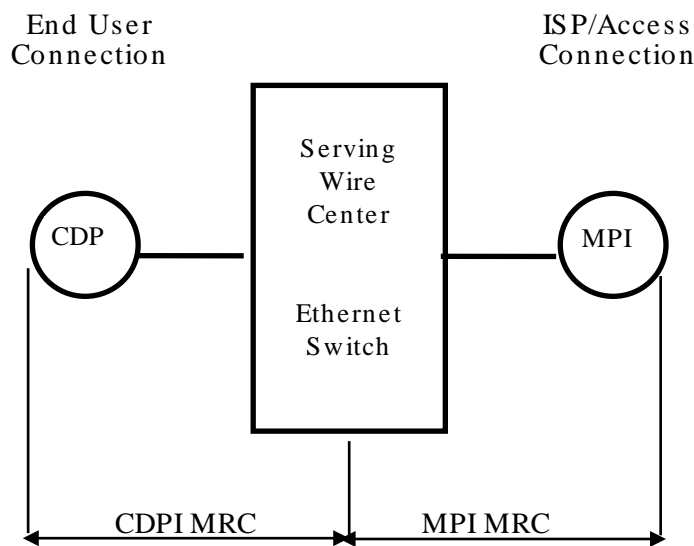 End User
Connection
ISP/Access
Connection
Serving
Wire
Center
Ethernet
Switch
CDP
MPI
CDPI MRC
MPI MRC